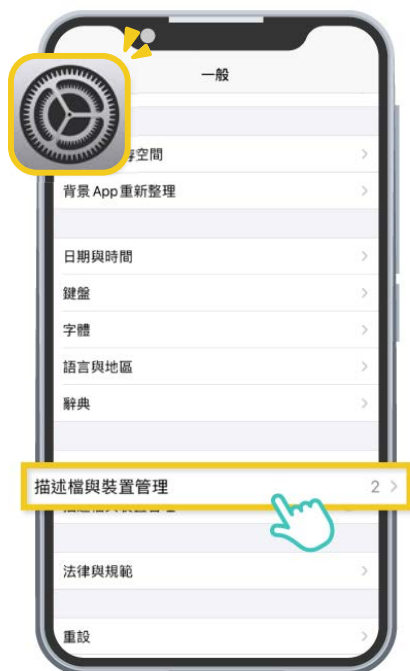 一般
空間
背景 App 重新整理
日期與時間
鍵盤
字體
語言與地區
辭典
描述檔與裝置管理 2
法律與規範
重設